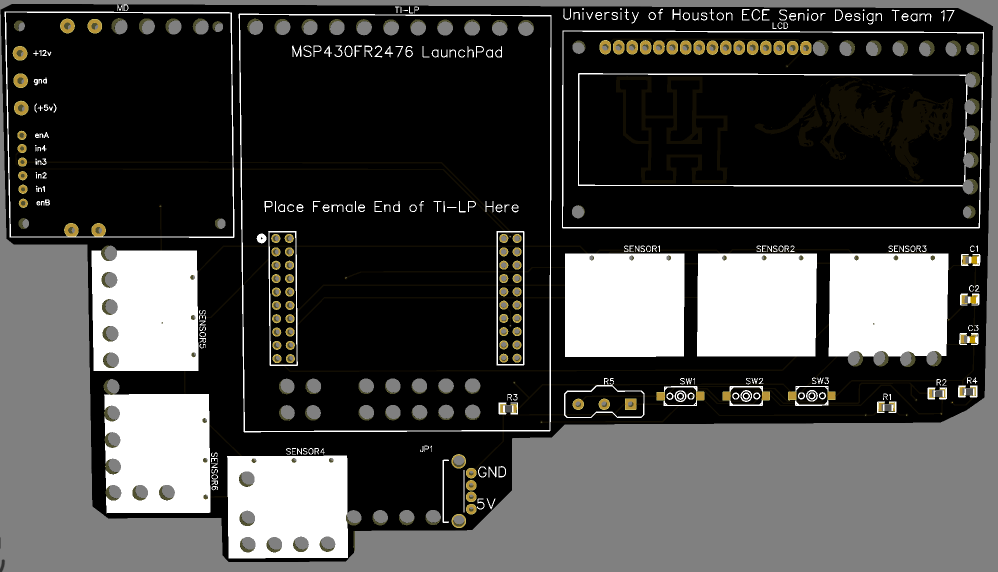 MD
TI-LP
University of Houston ECE Senior Design Team 17
LCD
MSP430FR2476 LaunchPad
+12v
gnd
(+5v)
enA
in4
in3
in2
in1
enB
UH
Place Female End of Ti-LP Here
SENSOR1
SENSOR2
SENSOR3
C1
C2
C3
SENSOR5
R5
SW1
SW2
SW3
R2
R4
R3
R1
SENSOR6
SENSOR4
JP1
GND
5V